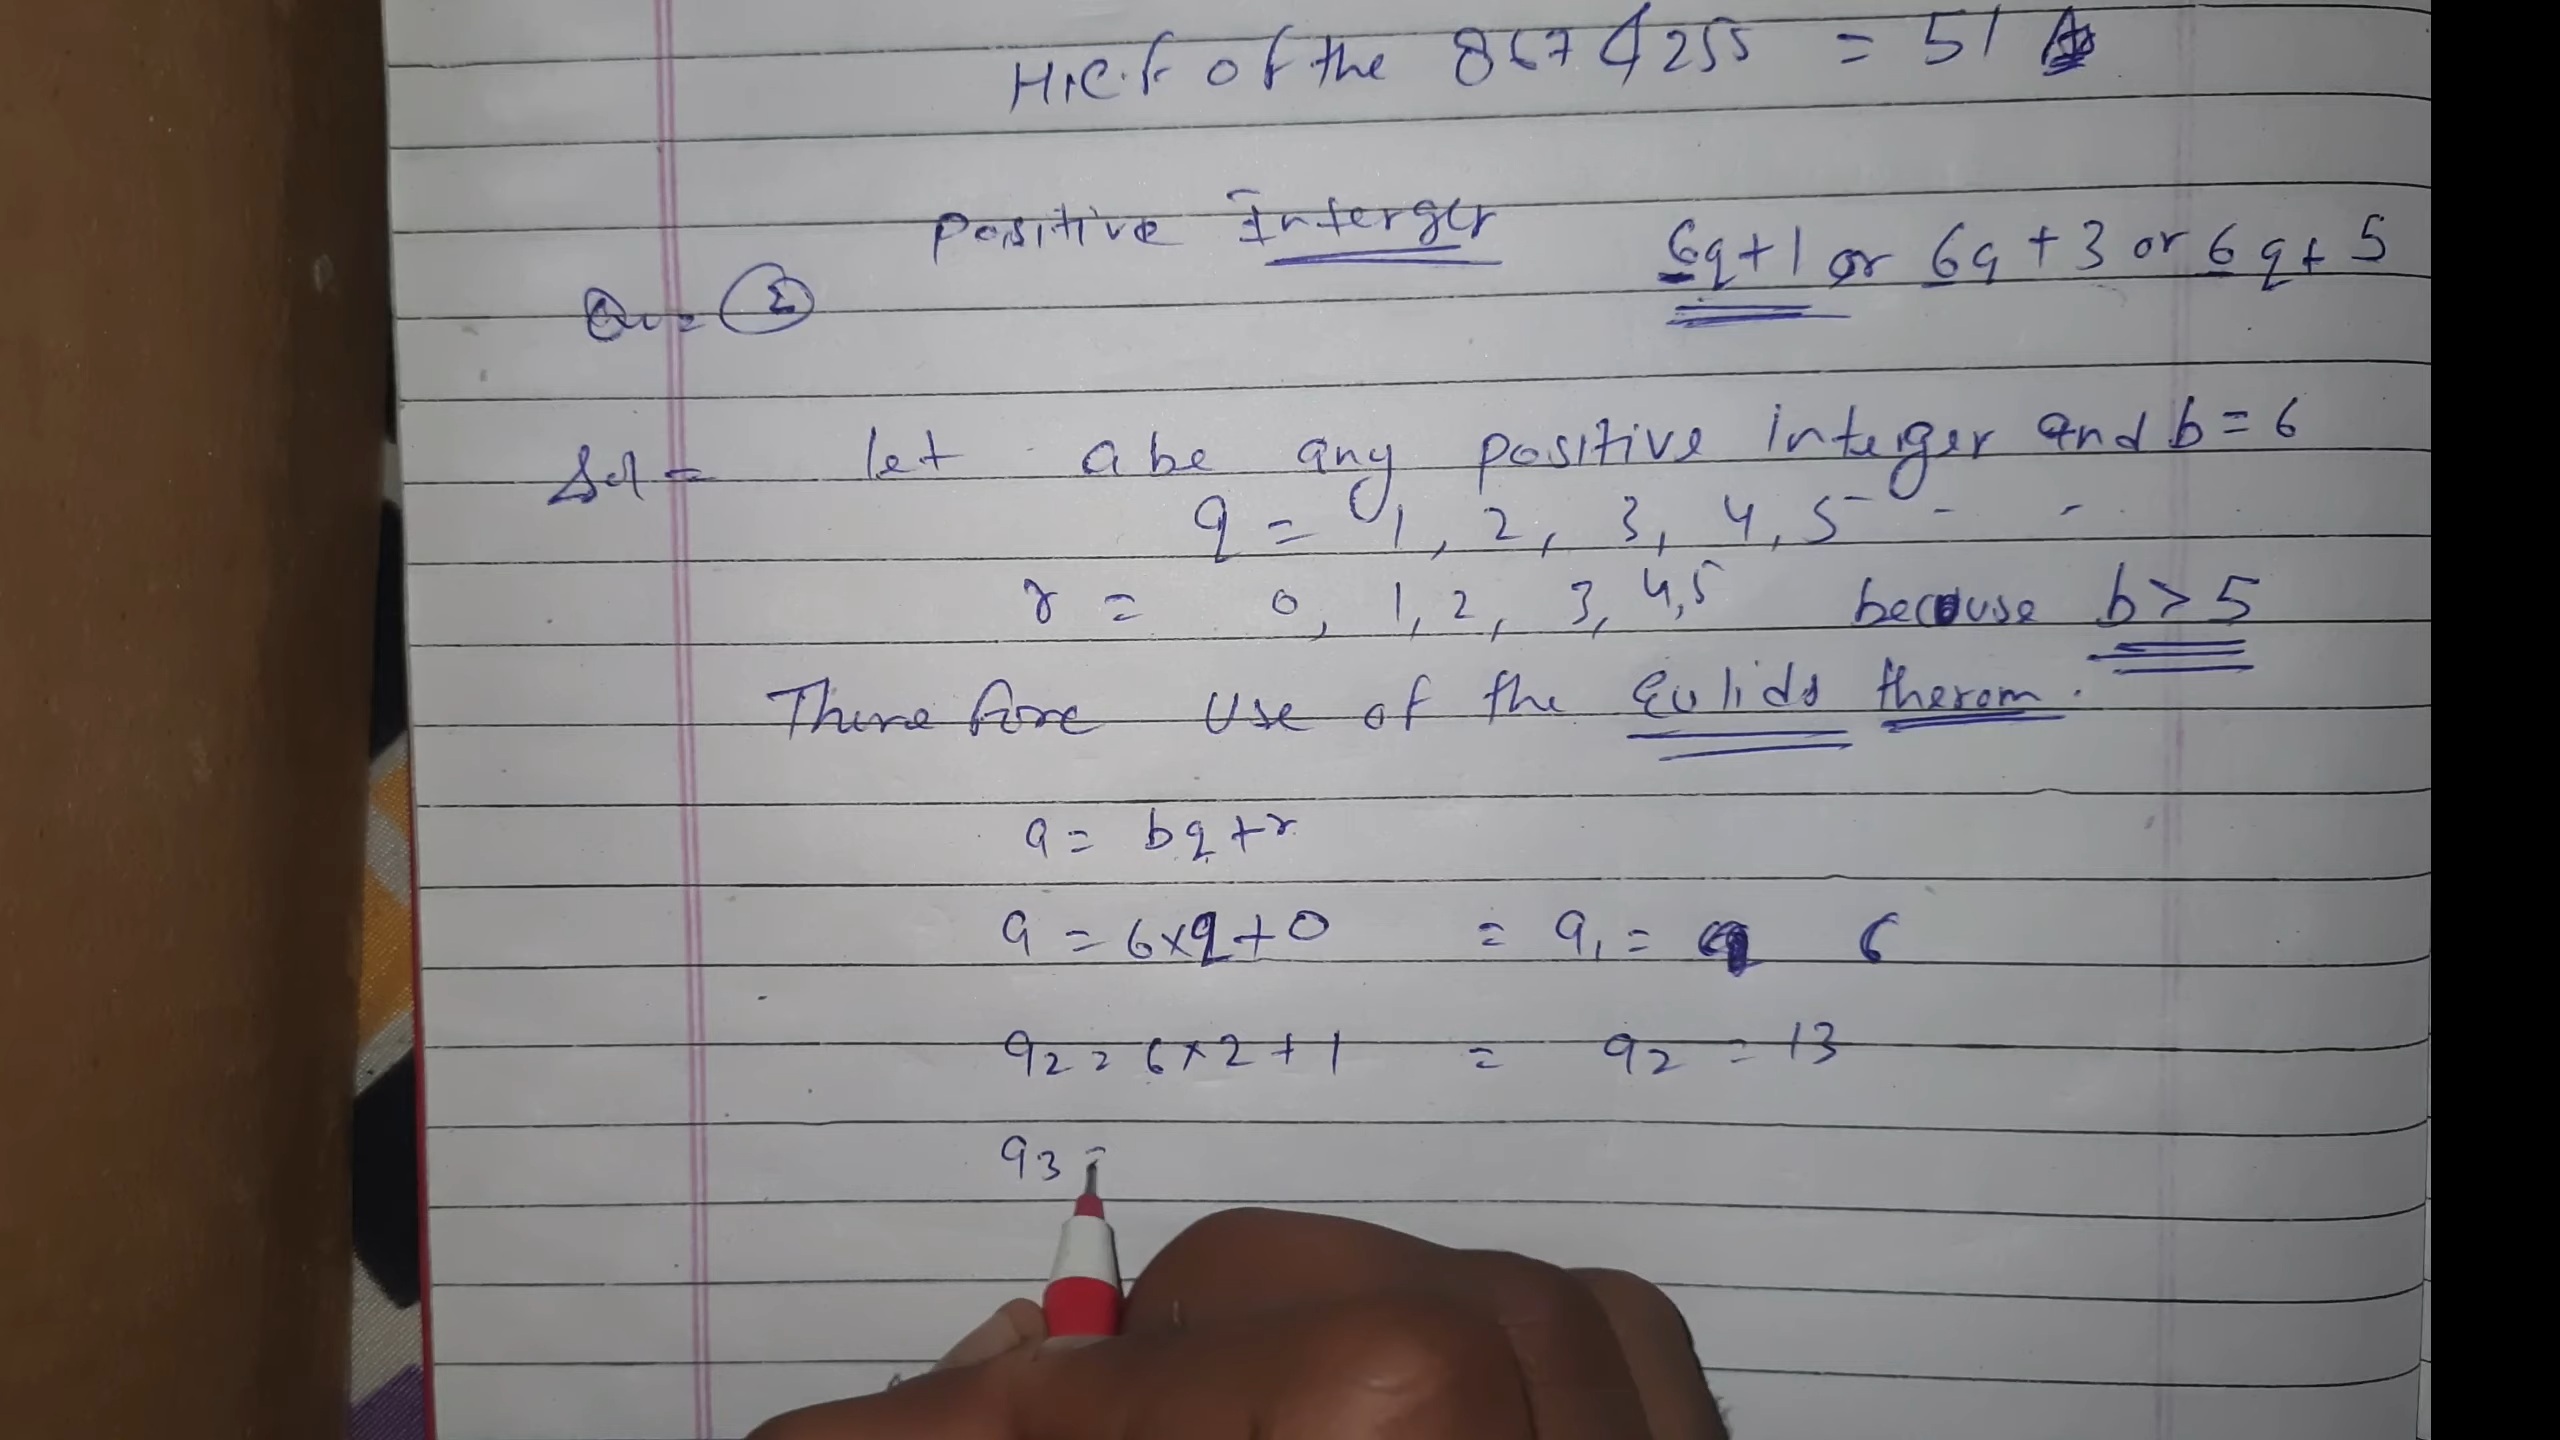 H.C.F of the 867 & 255 = 51
positive Interger
6q+1 or 6q + 3 or 6q + 5
Qu = 2
Sol = let a be any positive integer and b = 6
q = 1, 2, 3, 4, 5 - - -
r = 0, 1, 2, 3, 4, 5 because b > 5
There fore use of the Eulids therom.
a = bq + r
a = 6×q+0 = a1 = 6
a2 = 6×2+1 = a2 = 13
a3 =